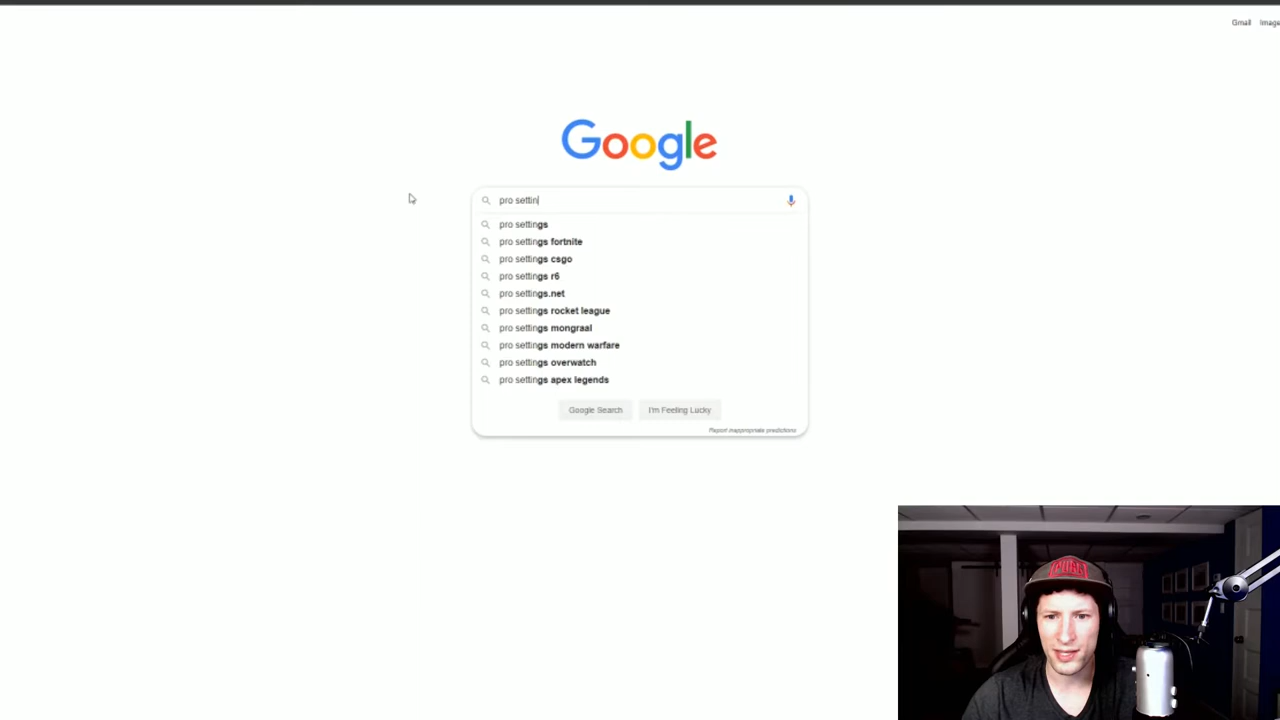 Gmail
Google
pro settin
pro settings
pro settings fortnite
pro settings csgo
pro settings r6
pro settings.net
pro settings rocket league
pro settings mongraal
pro settings modern warfare
pro settings overwatch
pro settings apex legends
Google Search
I'm Feeling Lucky
Report inappropriate predictions
PUBG